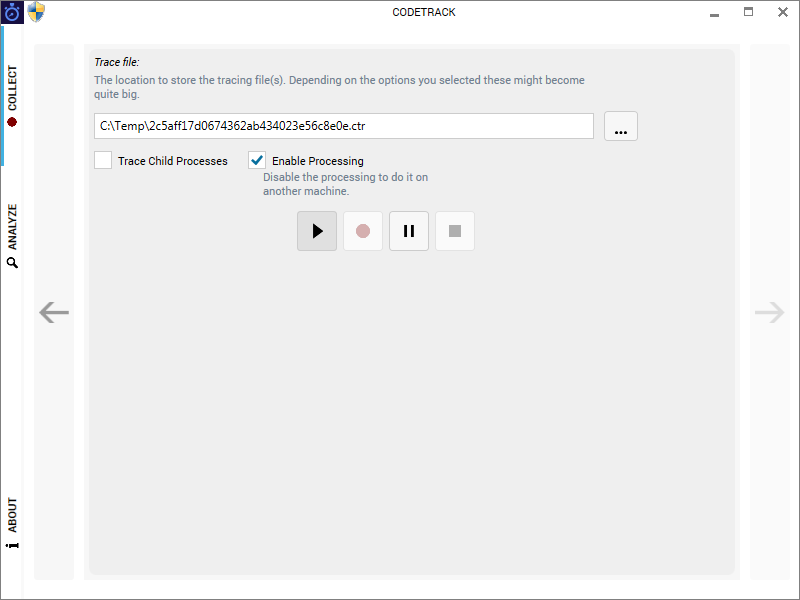 CODETRACK
COLLECT
Trace file:
The location to store the tracing file(s). Depending on the options you selected these might become
quite big.
C:\Temp\2c5aff17d0674362ab434023e56c8e0e.ctr
...
Trace Child Processes
Enable Processing
Disable the processing to do it on
another machine.
ANALYZE
ABOUT